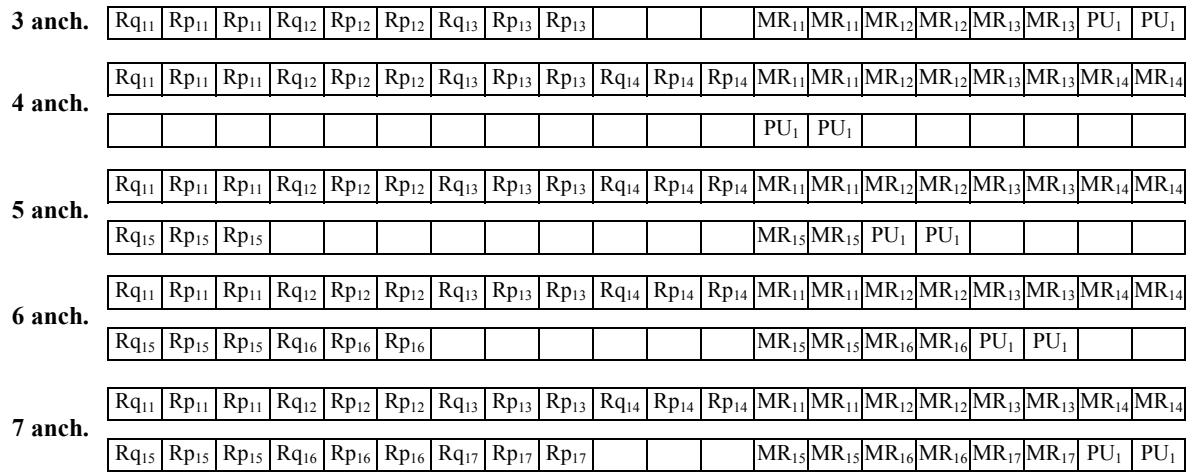 3 anch. Rq11 Rp11 Rp11 Rq12 Rp12 Rp12 Rq13 Rp13 Rp13 MR11 MR11 MR12 MR12 MR13 MR13 PU1 PU1
4 anch.
Rq11 Rp11 Rp11 Rq12 Rp12 Rp12 Rq13 Rp13 Rp13 Rq14 Rp14 Rp14 MR11 MR11 MR12 MR12 MR13 MR13 MR14 MR14
PU1 PU1
5 anch.
Rq11 Rp11 Rp11 Rq12 Rp12 Rp12 Rq13 Rp13 Rp13 Rq14 Rp14 Rp14 MR11 MR11 MR12 MR12 MR13 MR13 MR14 MR14
Rq15 Rp15 Rp15 MR15 MR15 PU1 PU1
6 anch.
Rq11 Rp11 Rp11 Rq12 Rp12 Rp12 Rq13 Rp13 Rp13 Rq14 Rp14 Rp14 MR11 MR11 MR12 MR12 MR13 MR13 MR14 MR14
Rq15 Rp15 Rp15 Rq16 Rp16 Rp16 MR15 MR15 MR16 MR16 PU1 PU1
7 anch.
Rq11 Rp11 Rp11 Rq12 Rp12 Rp12 Rq13 Rp13 Rp13 Rq14 Rp14 Rp14 MR11 MR11 MR12 MR12 MR13 MR13 MR14 MR14
Rq15 Rp15 Rp15 Rq16 Rp16 Rp16 Rq17 Rp17 Rp17 MR15 MR15 MR16 MR16 MR17 MR17 PU1 PU1